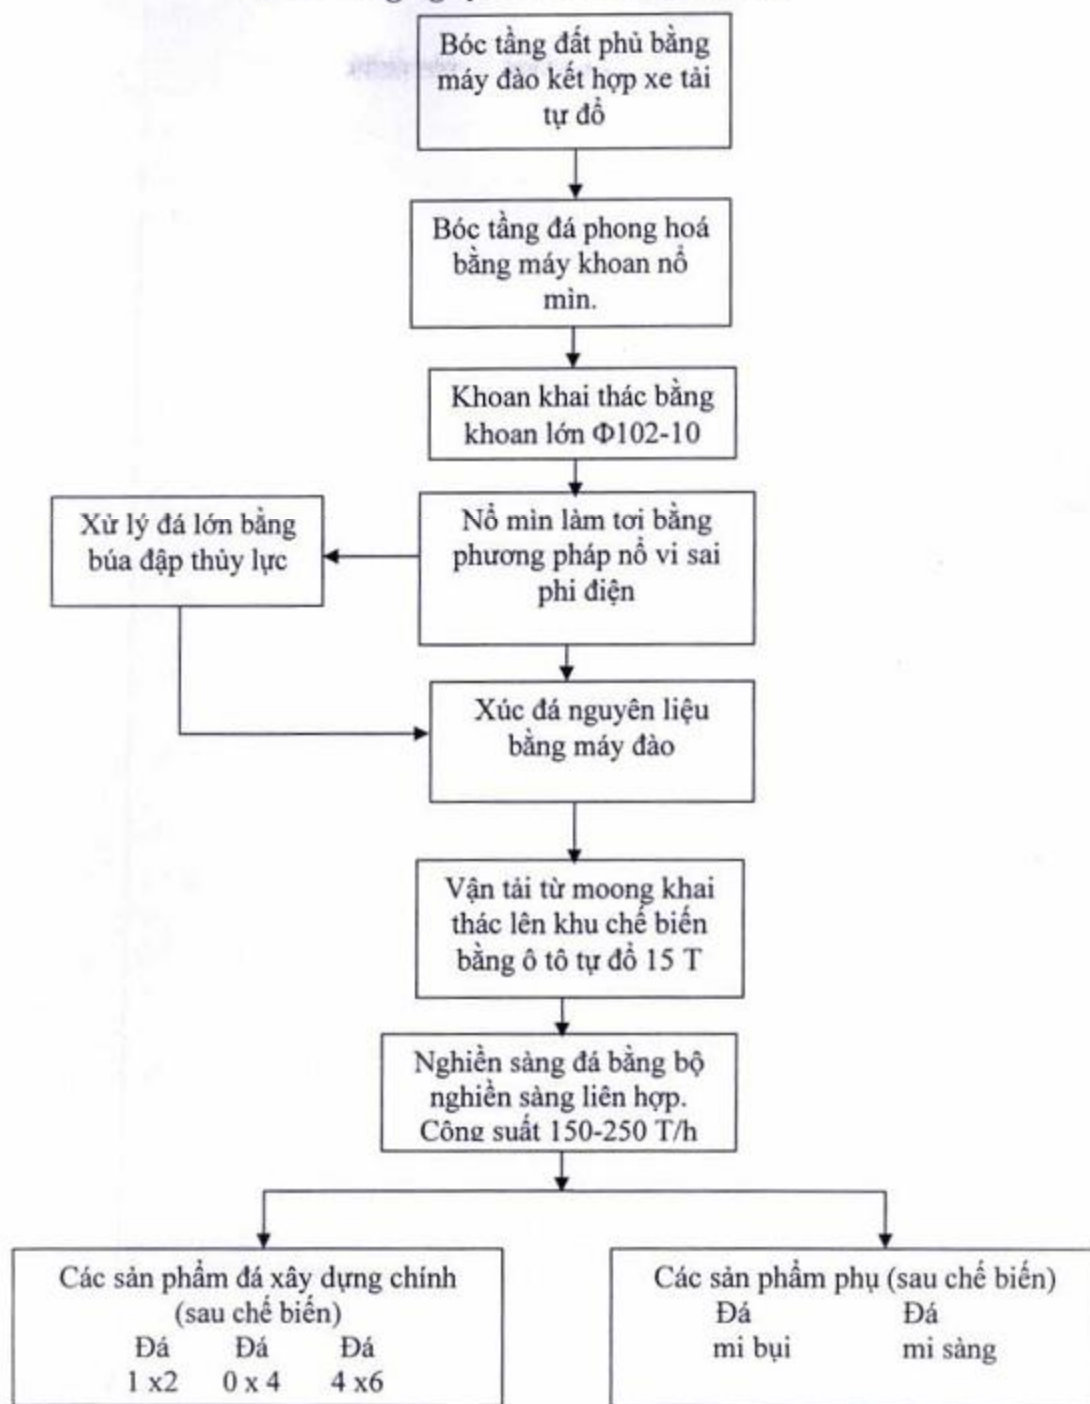 Bóc tầng đất phủ bằng
máy đào kết hợp xe tải
tự đổ
Bóc tầng đá phong hoá
bằng máy khoan nổ
mìn.
Khoan khai thác bằng
khoan lớn Φ102-10
Xử lý đá lớn bằng
búa đập thủy lực
Nổ mìn làm tơi bằng
phương pháp nổ vi sai
phi điện
Xúc đá nguyên liệu
bằng máy đào
Vận tải từ moong khai
thác lên khu chế biến
bằng ô tô tự đổ 15 T
Nghiền sàng đá bằng bộ
nghiền sàng liên hợp.
Công suất 150-250 T/h
Các sản phẩm đá xây dựng chính
(sau chế biến)
Đá Đá Đá
1 x2 0 x 4 4 x6
Các sản phẩm phụ (sau chế biến)
Đá Đá
mi bụi mi sàng